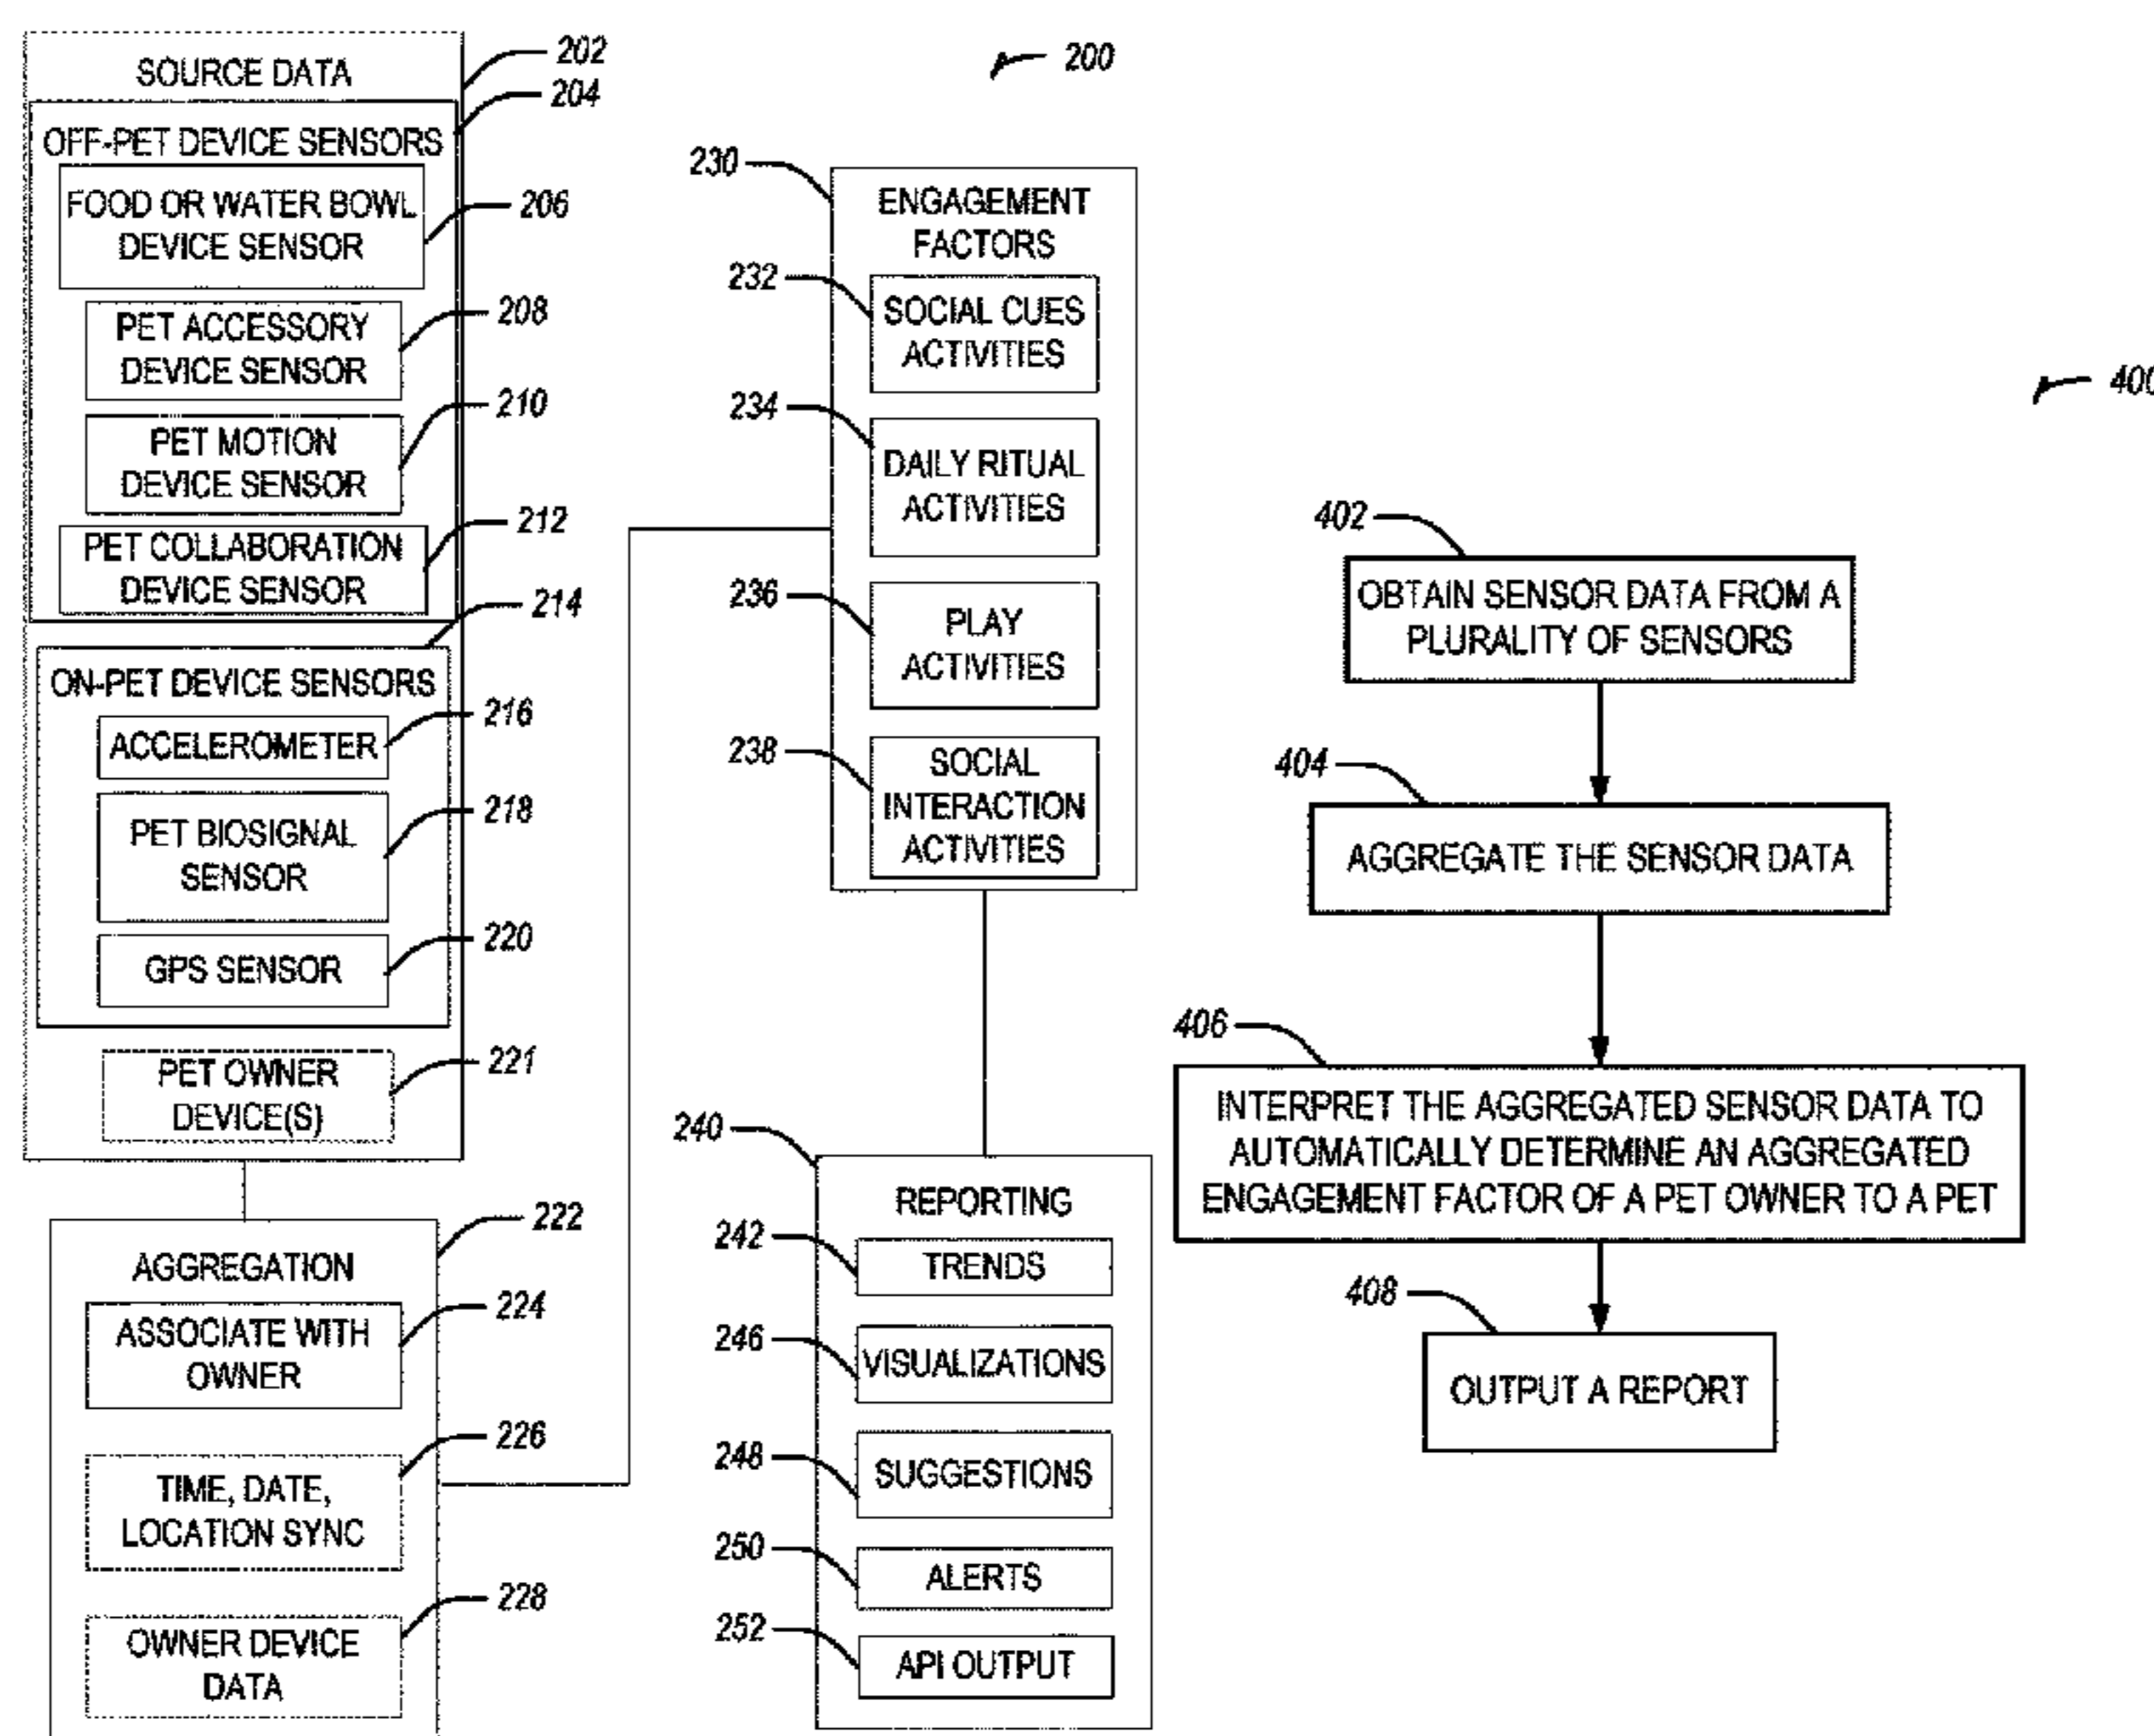 200
SOURCE DATA
202
OFF-PET DEVICE SENSORS
204
FOOD OR WATER BOWL
DEVICE SENSOR
206
PET ACCESSORY
DEVICE SENSOR
208
PET MOTION
DEVICE SENSOR
210
PET COLLABORATION
DEVICE SENSOR
212
ON-PET DEVICE SENSORS
214
ACCELEROMETER
216
PET BIOSIGNAL
SENSOR
218
GPS SENSOR
220
PET OWNER
DEVICE(S)
221
AGGREGATION
222
ASSOCIATE WITH
OWNER
224
TIME, DATE,
LOCATION SYNC
226
OWNER DEVICE
DATA
228
230
ENGAGEMENT
FACTORS
232
SOCIAL CUES
ACTIVITIES
234
DAILY RITUAL
ACTIVITIES
236
PLAY
ACTIVITIES
238
SOCIAL
INTERACTION
ACTIVITIES
240
REPORTING
242
TRENDS
246
VISUALIZATIONS
248
SUGGESTIONS
250
ALERTS
252
API OUTPUT
400
402
OBTAIN SENSOR DATA FROM A
PLURALITY OF SENSORS
404
AGGREGATE THE SENSOR DATA
406
INTERPRET THE AGGREGATED SENSOR DATA TO
AUTOMATICALLY DETERMINE AN AGGREGATED
ENGAGEMENT FACTOR OF A PET OWNER TO A PET
408
OUTPUT A REPORT